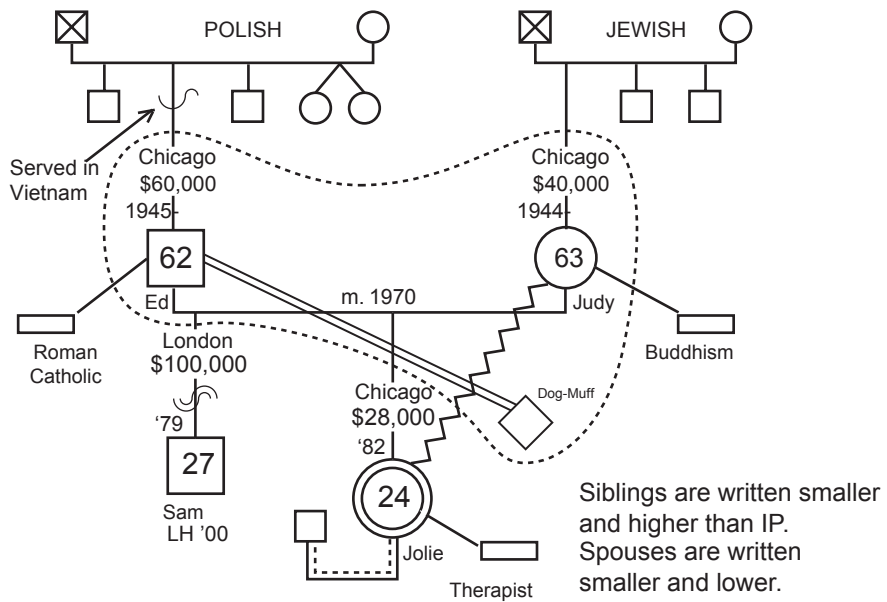 POLISH
JEWISH
Served in
Vietnam
Chicago
$60,000
1945-
62
Ed
Chicago
$40,000
1944-
63
Judy
m. 1970
Roman
Catholic
Buddhism
London
$100,000
‘79
27
Sam
LH '00
Chicago
$28,000
‘82
24
Jolie
Dog-Muff
Therapist
Siblings are written smaller
and higher than IP.
Spouses are written
smaller and lower.